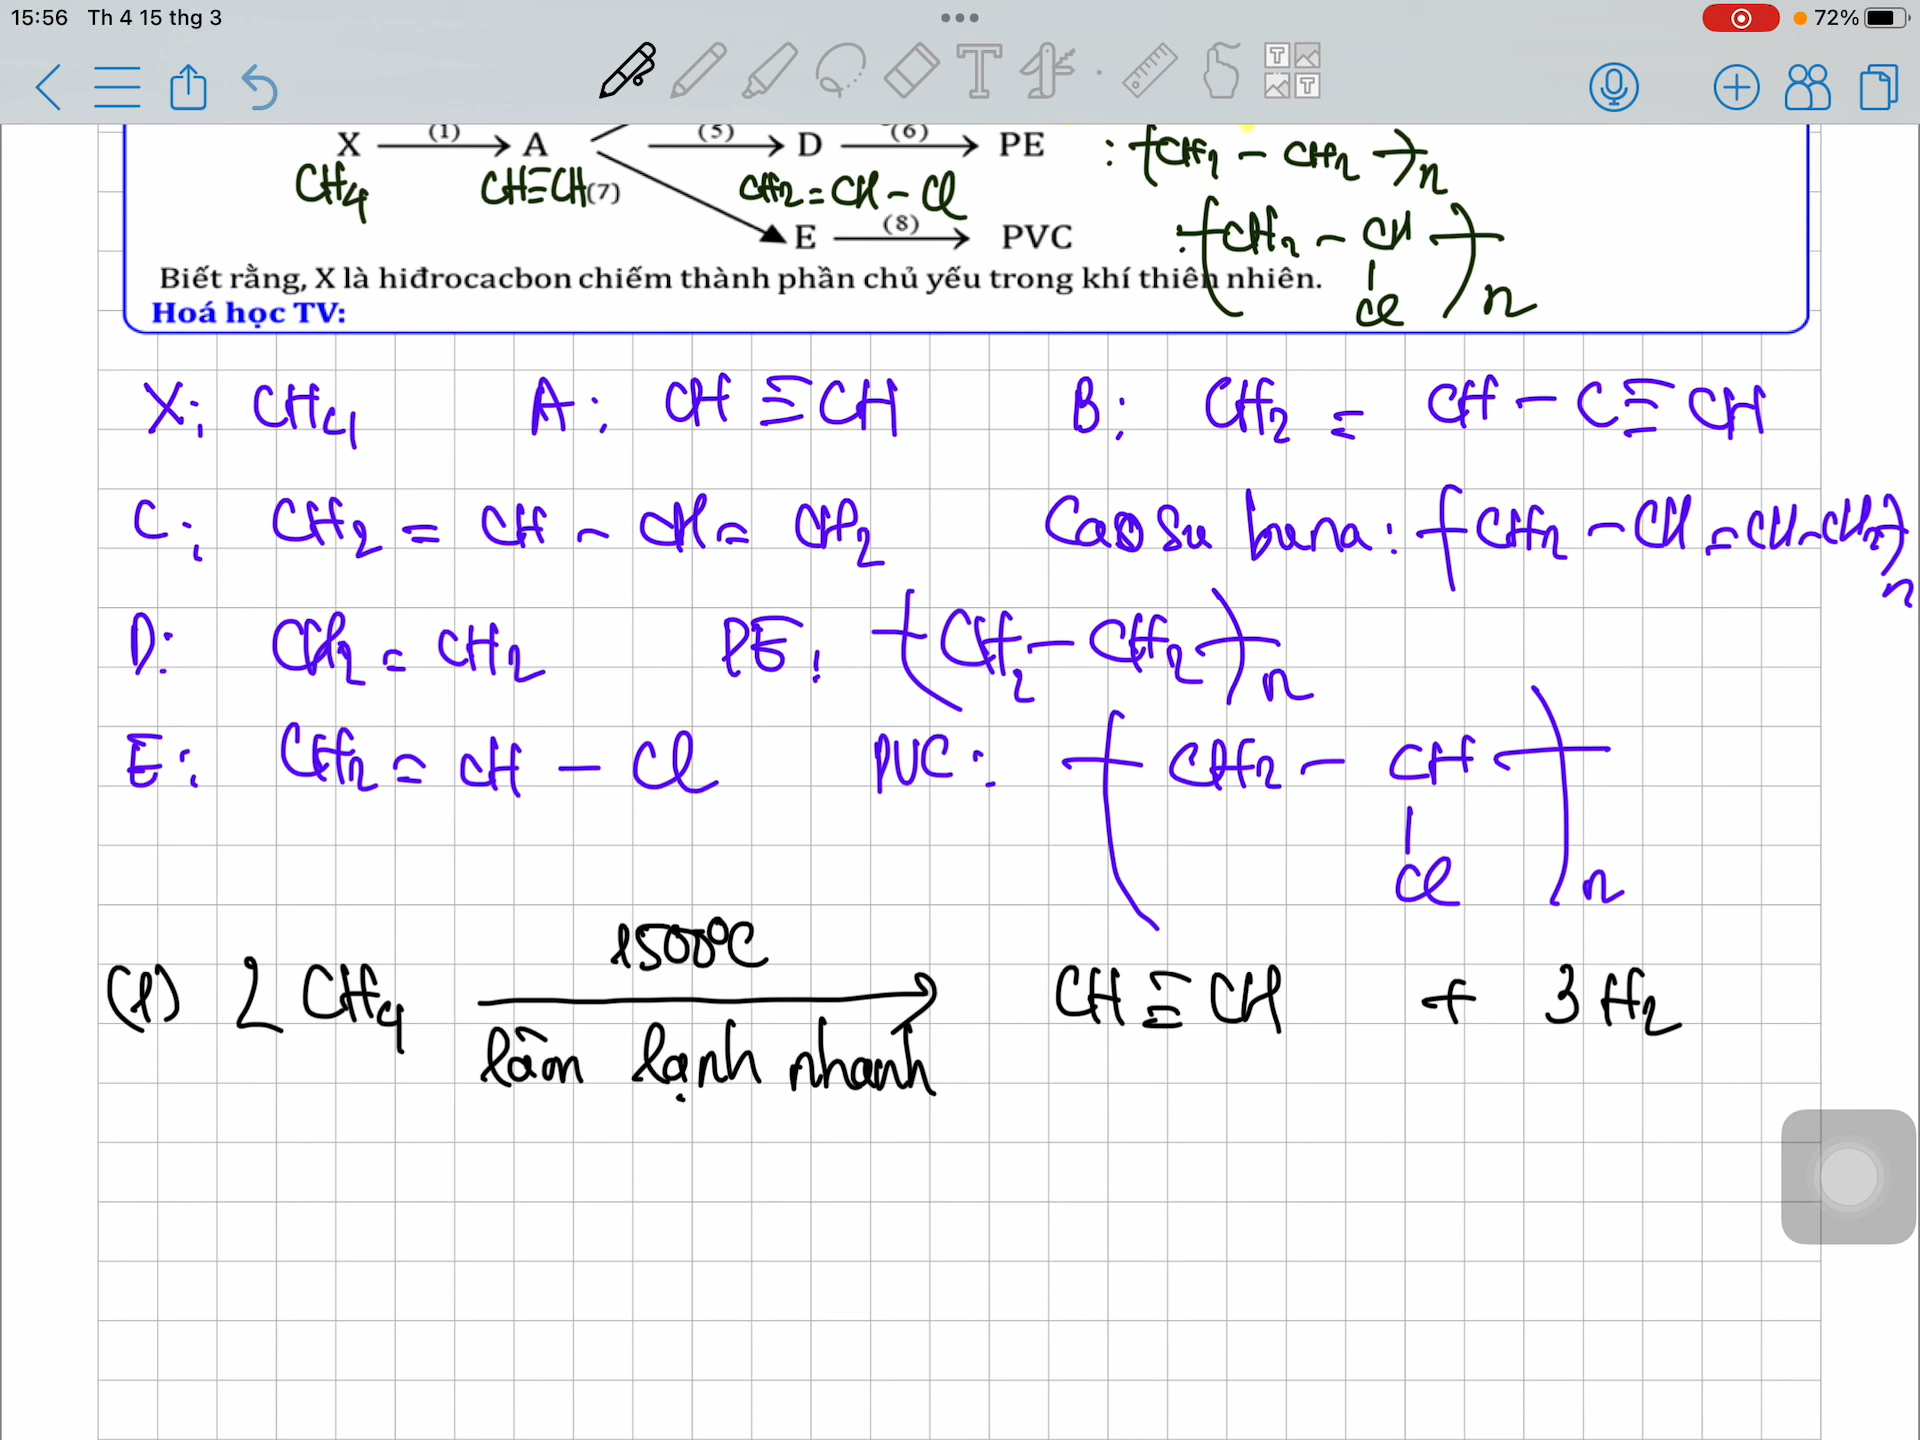 15:56 Th 4 15 thg 3 72%
X (1) A (5) D (6) PE : -(CH2 - CH2 -)n
CH4 CH≡CH (7) CH2 = CH - Cl
E (8) PVC : -(CH2 - CH -)n
Cl
Biết rằng, X là hiđrocacbon chiếm thành phần chủ yếu trong khí thiên nhiên.
Hoá học TV:
X: CH4 A: CH ≡ CH B: CH2 = CH - C ≡ CH
C: CH2 = CH - CH = CH2 Cao su buna: -(CH2 - CH = CH - CH2-)n
D: CH2 = CH2 PE: -(CH2 - CH2 -)n
E: CH2 = CH - Cl PVC: -(CH2 - CH -)n
Cl
1500°C
(1) 2 CH4 → CH ≡ CH + 3 H2
làm lạnh nhanh